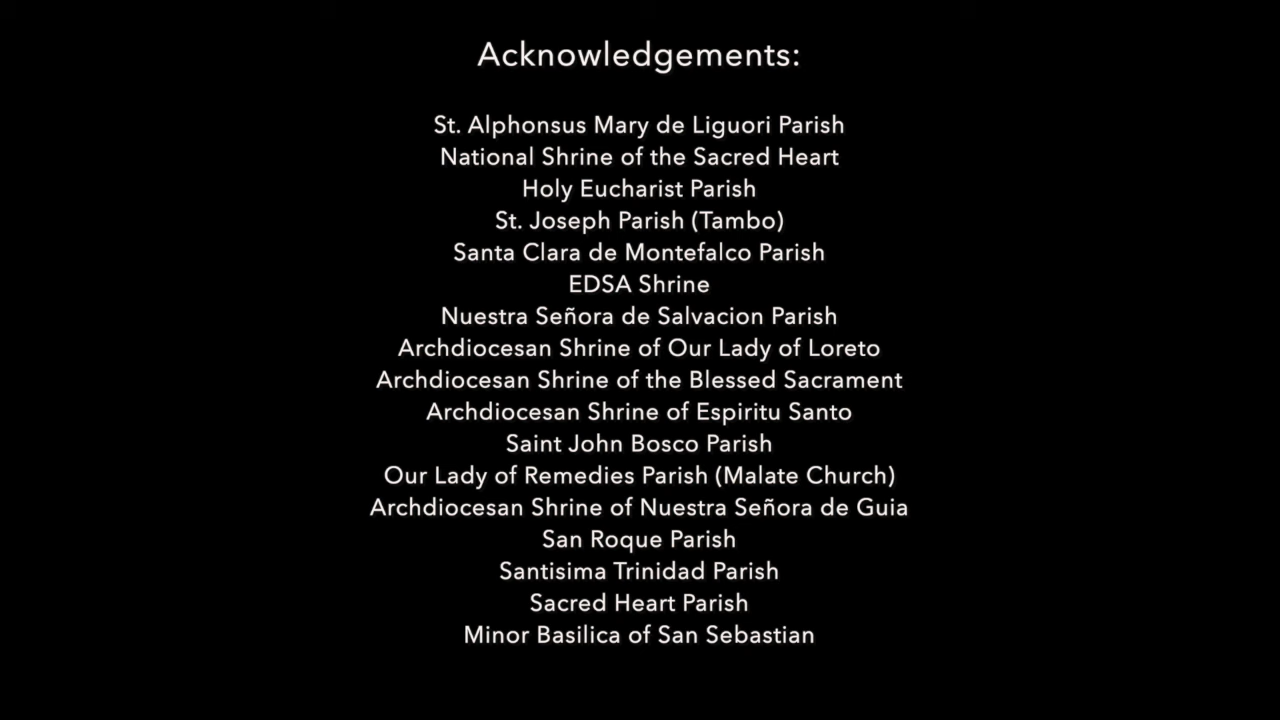 Acknowledgements:
St. Alphonsus Mary de Liguori Parish
National Shrine of the Sacred Heart
Holy Eucharist Parish
St. Joseph Parish (Tambo)
Santa Clara de Montefalco Parish
EDSA Shrine
Nuestra Señora de Salvacion Parish
Archdiocesan Shrine of Our Lady of Loreto
Archdiocesan Shrine of the Blessed Sacrament
Archdiocesan Shrine of Espiritu Santo
Saint John Bosco Parish
Our Lady of Remedies Parish (Malate Church)
Archdiocesan Shrine of Nuestra Señora de Guia
San Roque Parish
Santisima Trinidad Parish
Sacred Heart Parish
Minor Basilica of San Sebastian